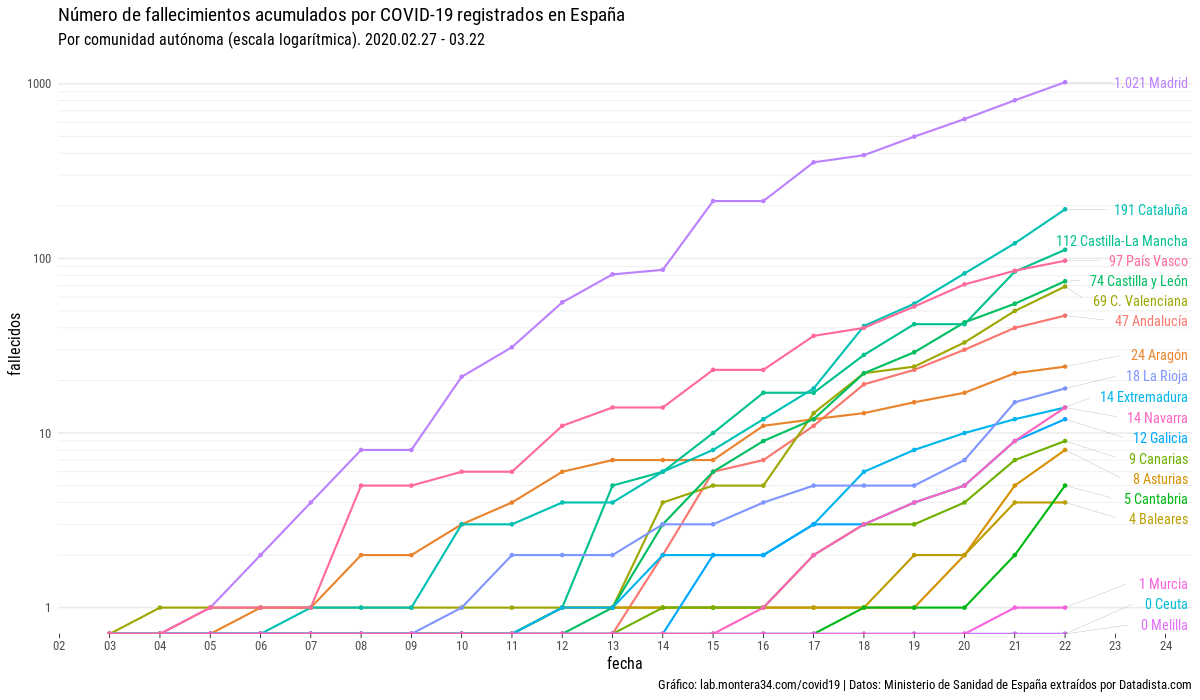 Número de fallecimientos acumulados por COVID-19 registrados en España
Por comunidad autónoma (escala logarítmica). 2020.02.27 - 03.22
fallecidos
1000
100
10
1
1.021 Madrid
191 Cataluña
112 Castilla-La Mancha
97 País Vasco
74 Castilla y León
69 C. Valenciana
47 Andalucía
24 Aragón
18 La Rioja
14 Extremadura
14 Navarra
12 Galicia
9 Canarias
8 Asturias
5 Cantabria
4 Baleares
1 Murcia
0 Ceuta
0 Melilla
02 03 04 05 06 07 08 09 10 11 12 13 14 15 16 17 18 19 20 21 22 23 24
fecha
Gráfico: lab.montera34.com/covid19 | Datos: Ministerio de Sanidad de España extraídos por Datadista.com